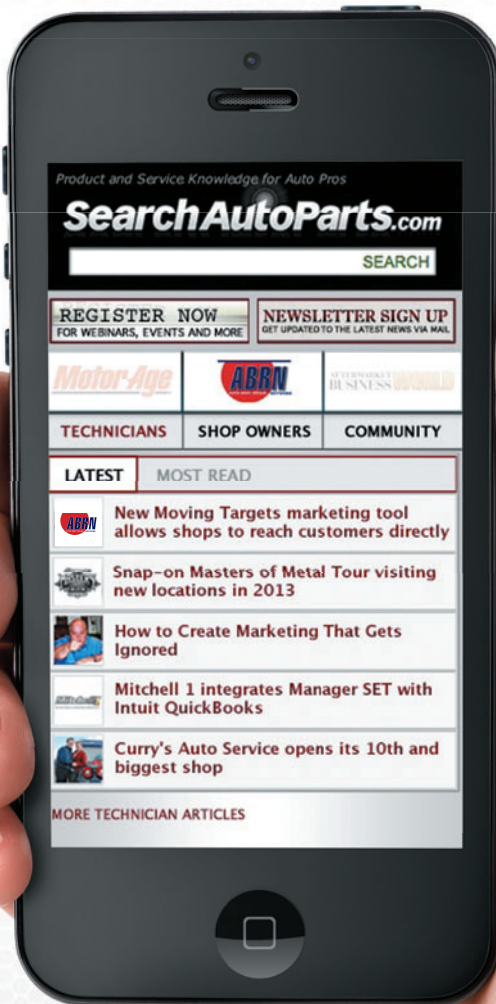 Product and Service Knowledge for Auto Pros
SearchAutoParts.com
SEARCH
REGISTER NOW
FOR WEBINARS, EVENTS AND MORE
NEWSLETTER SIGN UP
GET UPDATED TO THE LATEST NEWS VIA MAIL
Motor Age
ABRN
AFTERMARKET
BUSINESS WORLD
TECHNICIANS
SHOP OWNERS
COMMUNITY
LATEST
MOST READ
ABRN
New Moving Targets marketing tool
allows shops to reach customers directly
Snap-on Masters of Metal Tour visiting
new locations in 2013
How to Create Marketing That Gets
Ignored
Mitchell 1
Mitchell 1 integrates Manager SET with
Intuit QuickBooks
Curry's Auto Service opens its 10th and
biggest shop
MORE TECHNICIAN ARTICLES